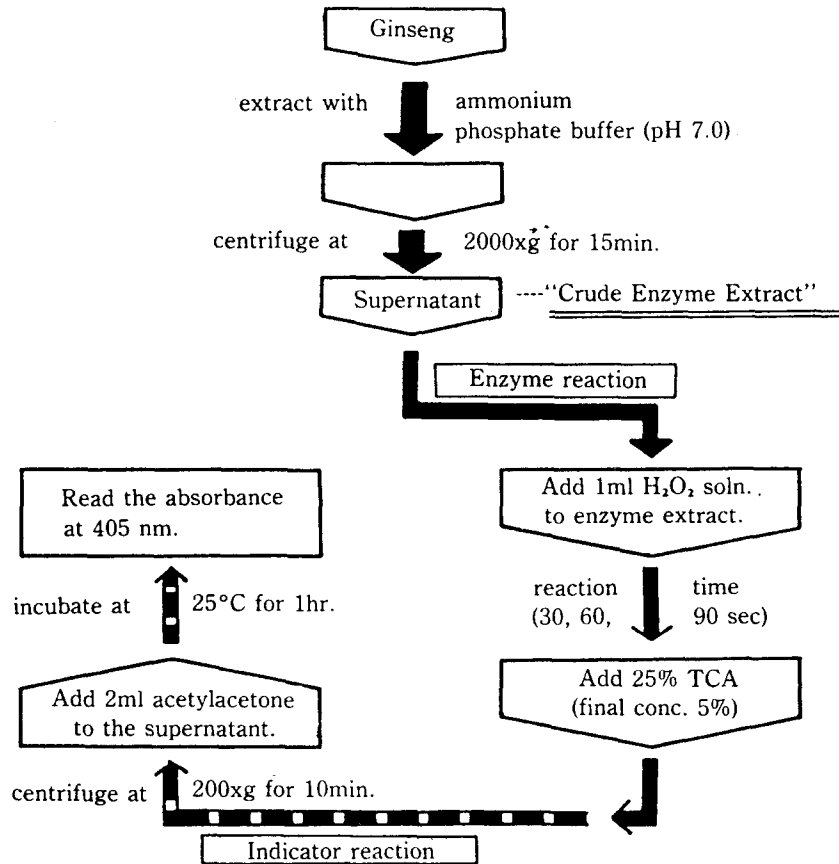 Ginseng
extract with ammonium
phosphate buffer (pH 7.0)
centrifuge at 2000xg for 15min.
Supernatant ----"Crude Enzyme Extract"
Enzyme reaction
Add 1ml H₂O₂ soln.
to enzyme extract.
reaction time
(30, 60, 90 sec)
Add 25% TCA
(final conc. 5%)
Indicator reaction
centrifuge at 200xg for 10min.
Add 2ml acetylacetone
to the supernatant.
incubate at 25°C for 1hr.
Read the absorbance
at 405 nm.